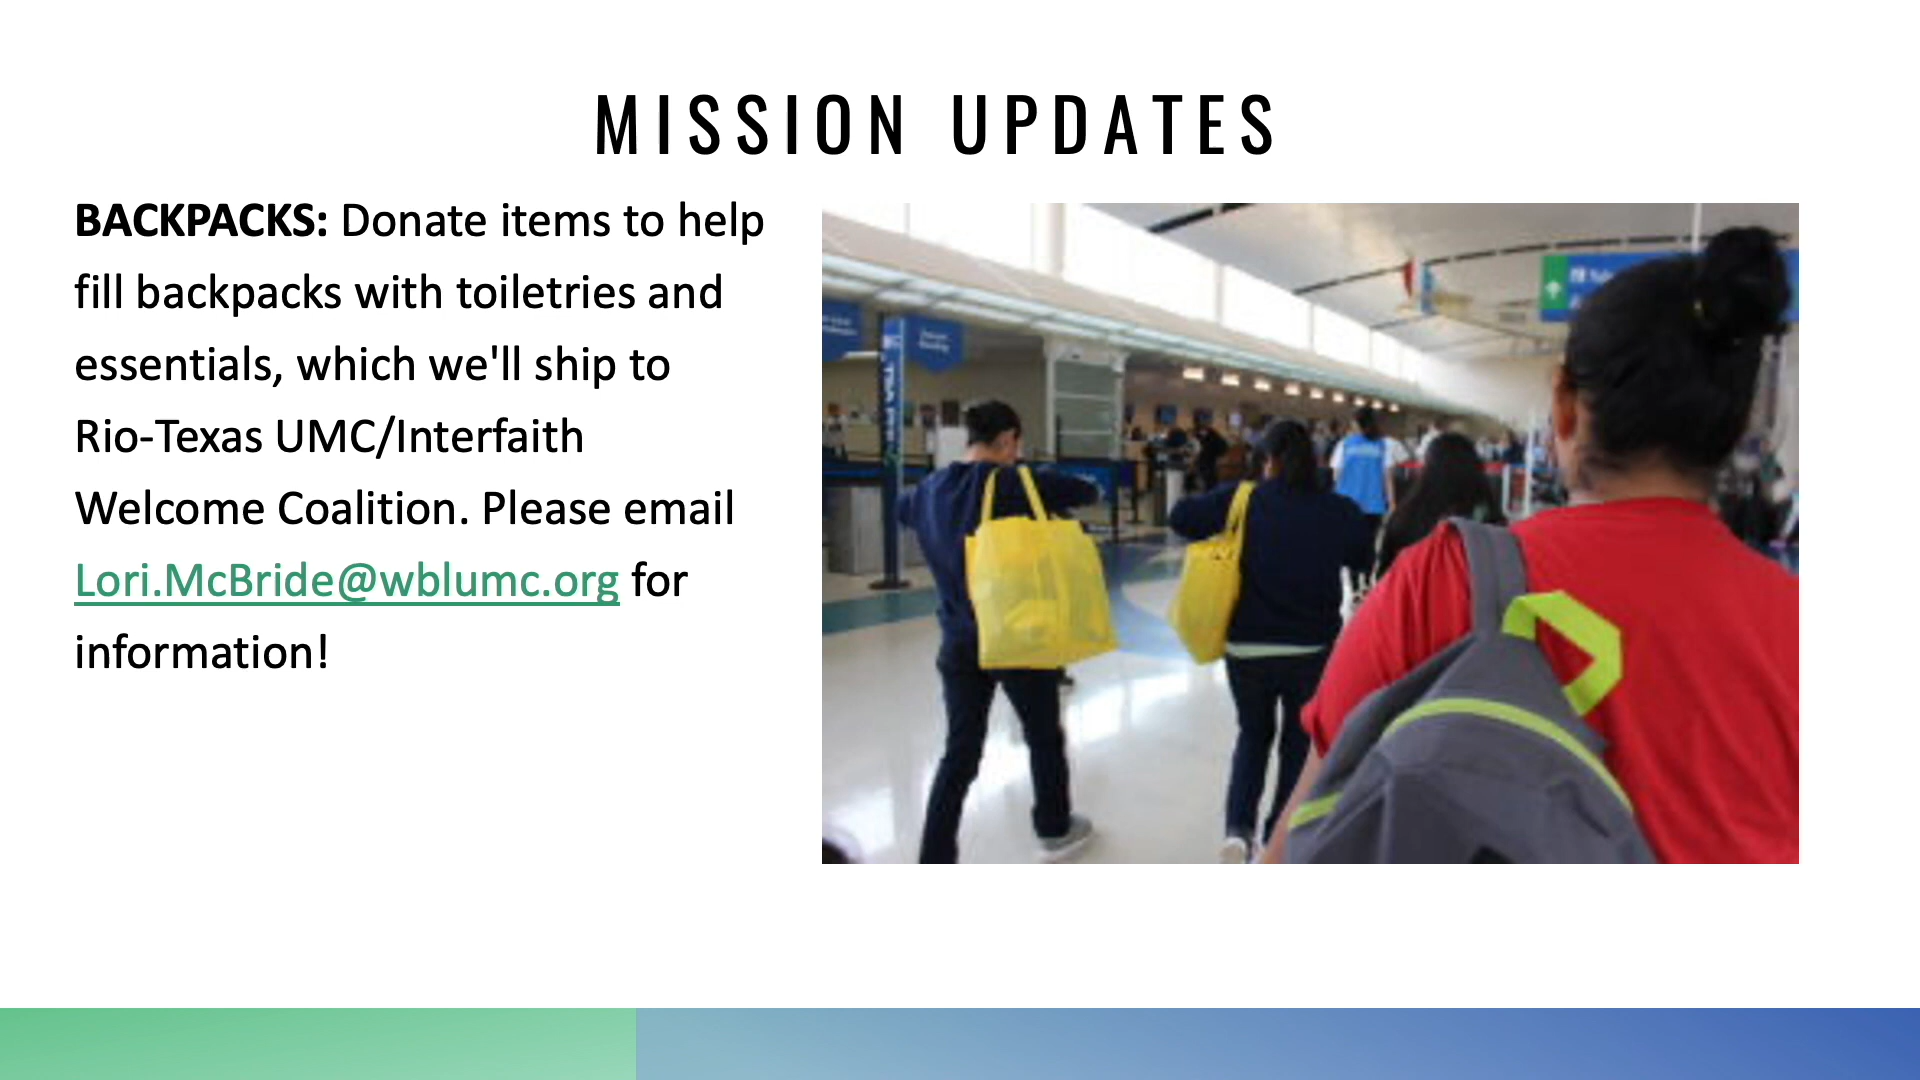 MISSION UPDATES
BACKPACKS: Donate items to help
fill backpacks with toiletries and
essentials, which we'll ship to
Rio-Texas UMC/Interfaith
Welcome Coalition. Please email
Lori.McBride@wblumc.org for
information!